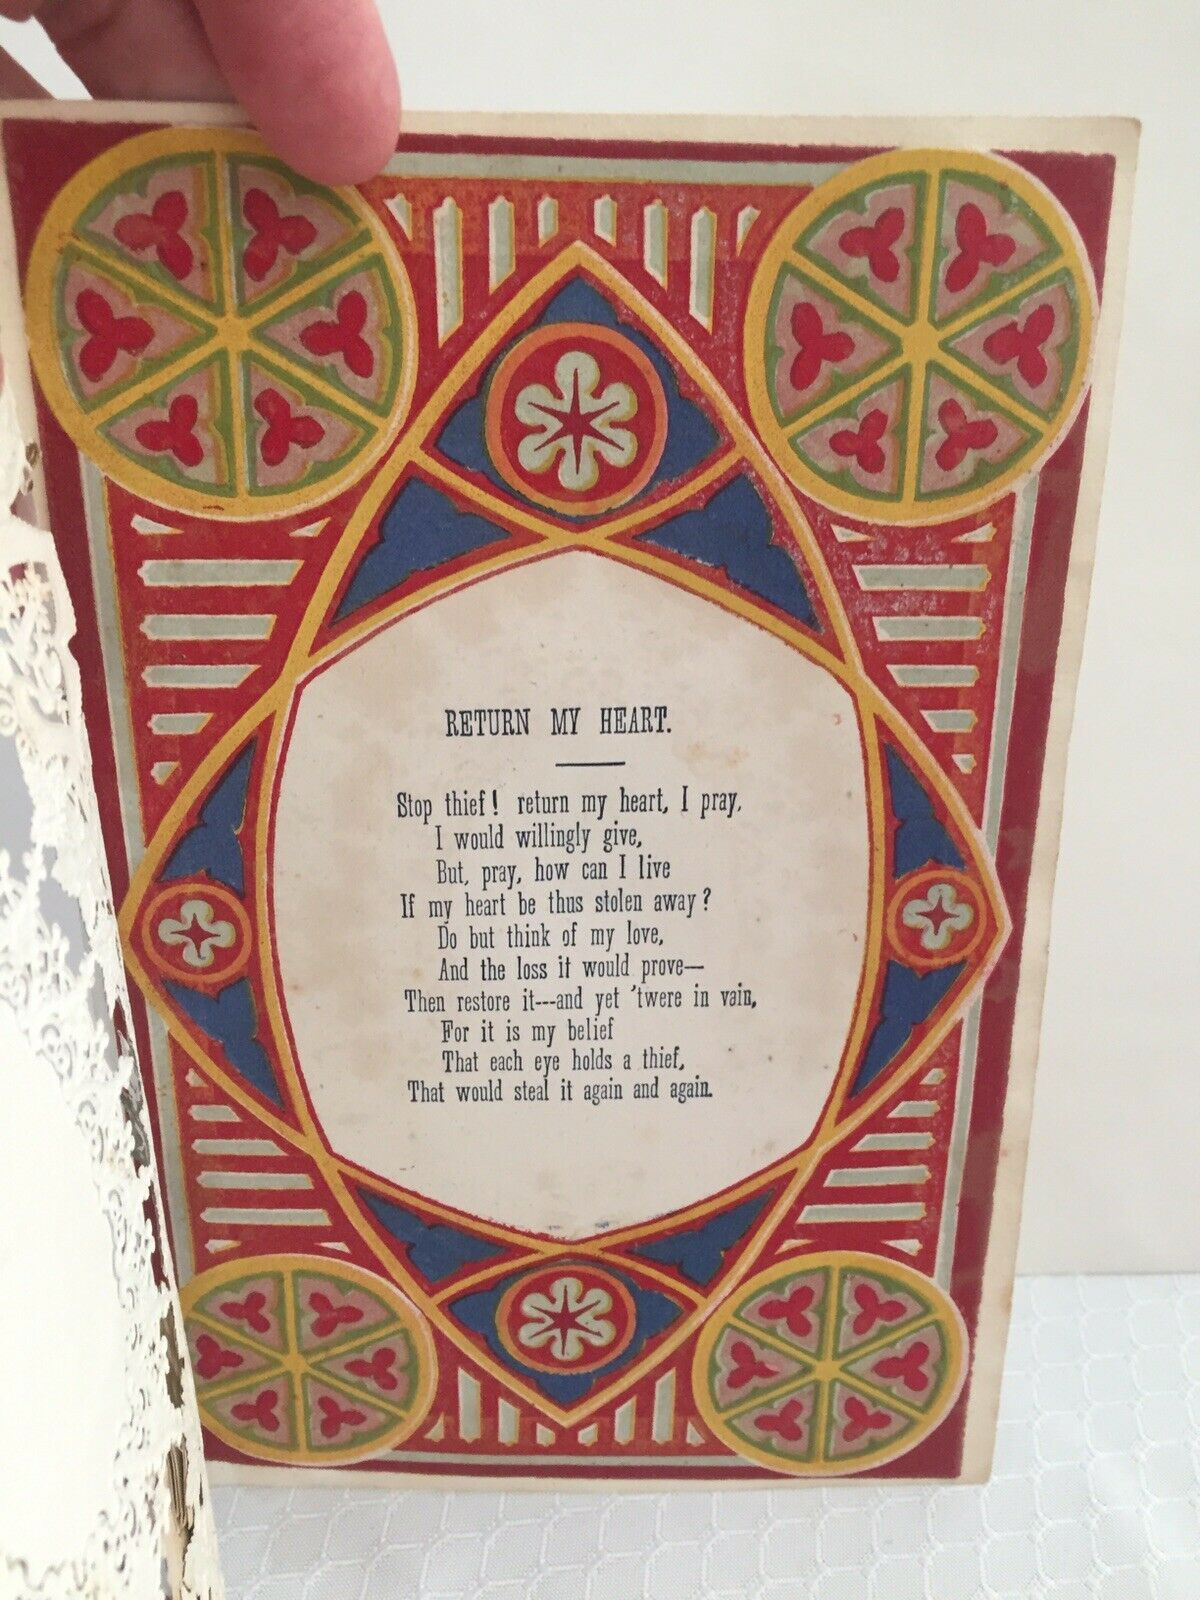 RETURN MY HEART.
Stop thief! return my heart, I pray,
I would willingly give,
But, pray, how can I live
If my heart be thus stolen away?
Do but think of my love,
And the loss it would prove—
Then restore it---and yet 'twere in vain,
For it is my belief
That each eye holds a thief,
That would steal it again and again.